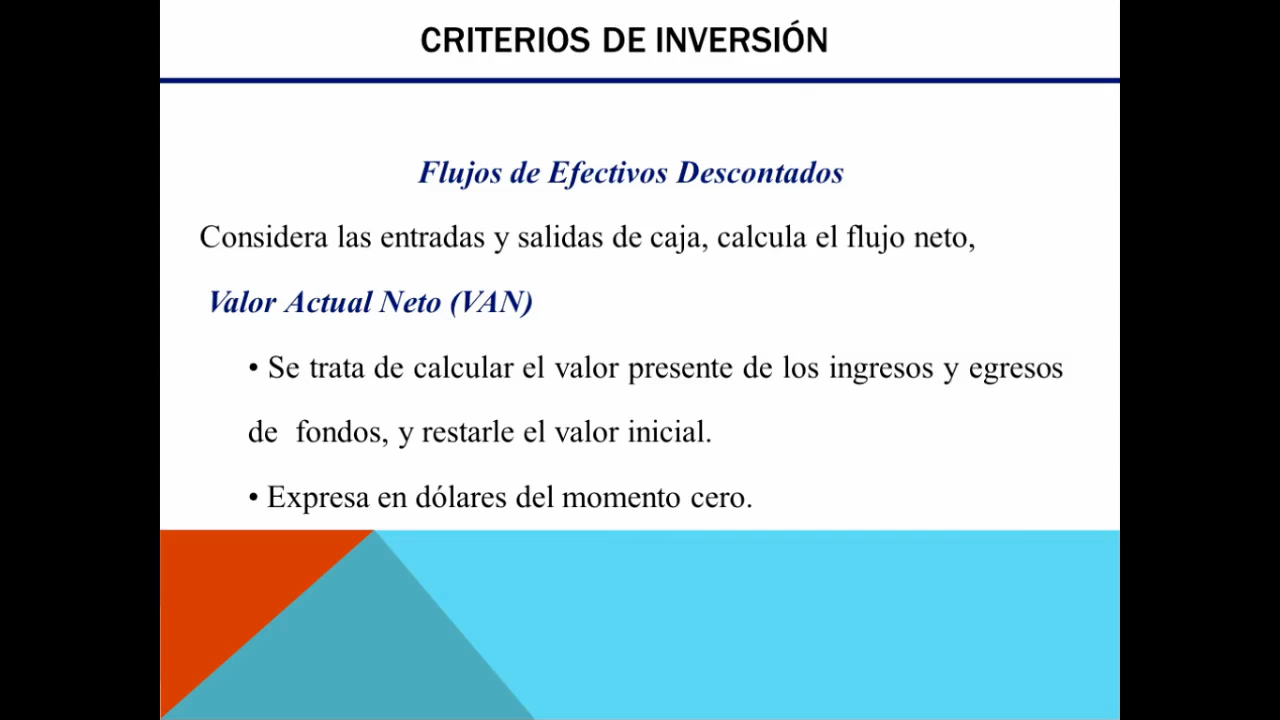 CRITERIOS DE INVERSIÓN
Flujos de Efectivos Descontados
Considera las entradas y salidas de caja, calcula el flujo neto,
Valor Actual Neto (VAN)
• Se trata de calcular el valor presente de los ingresos y egresos
de fondos, y restarle el valor inicial.
• Expresa en dólares del momento cero.